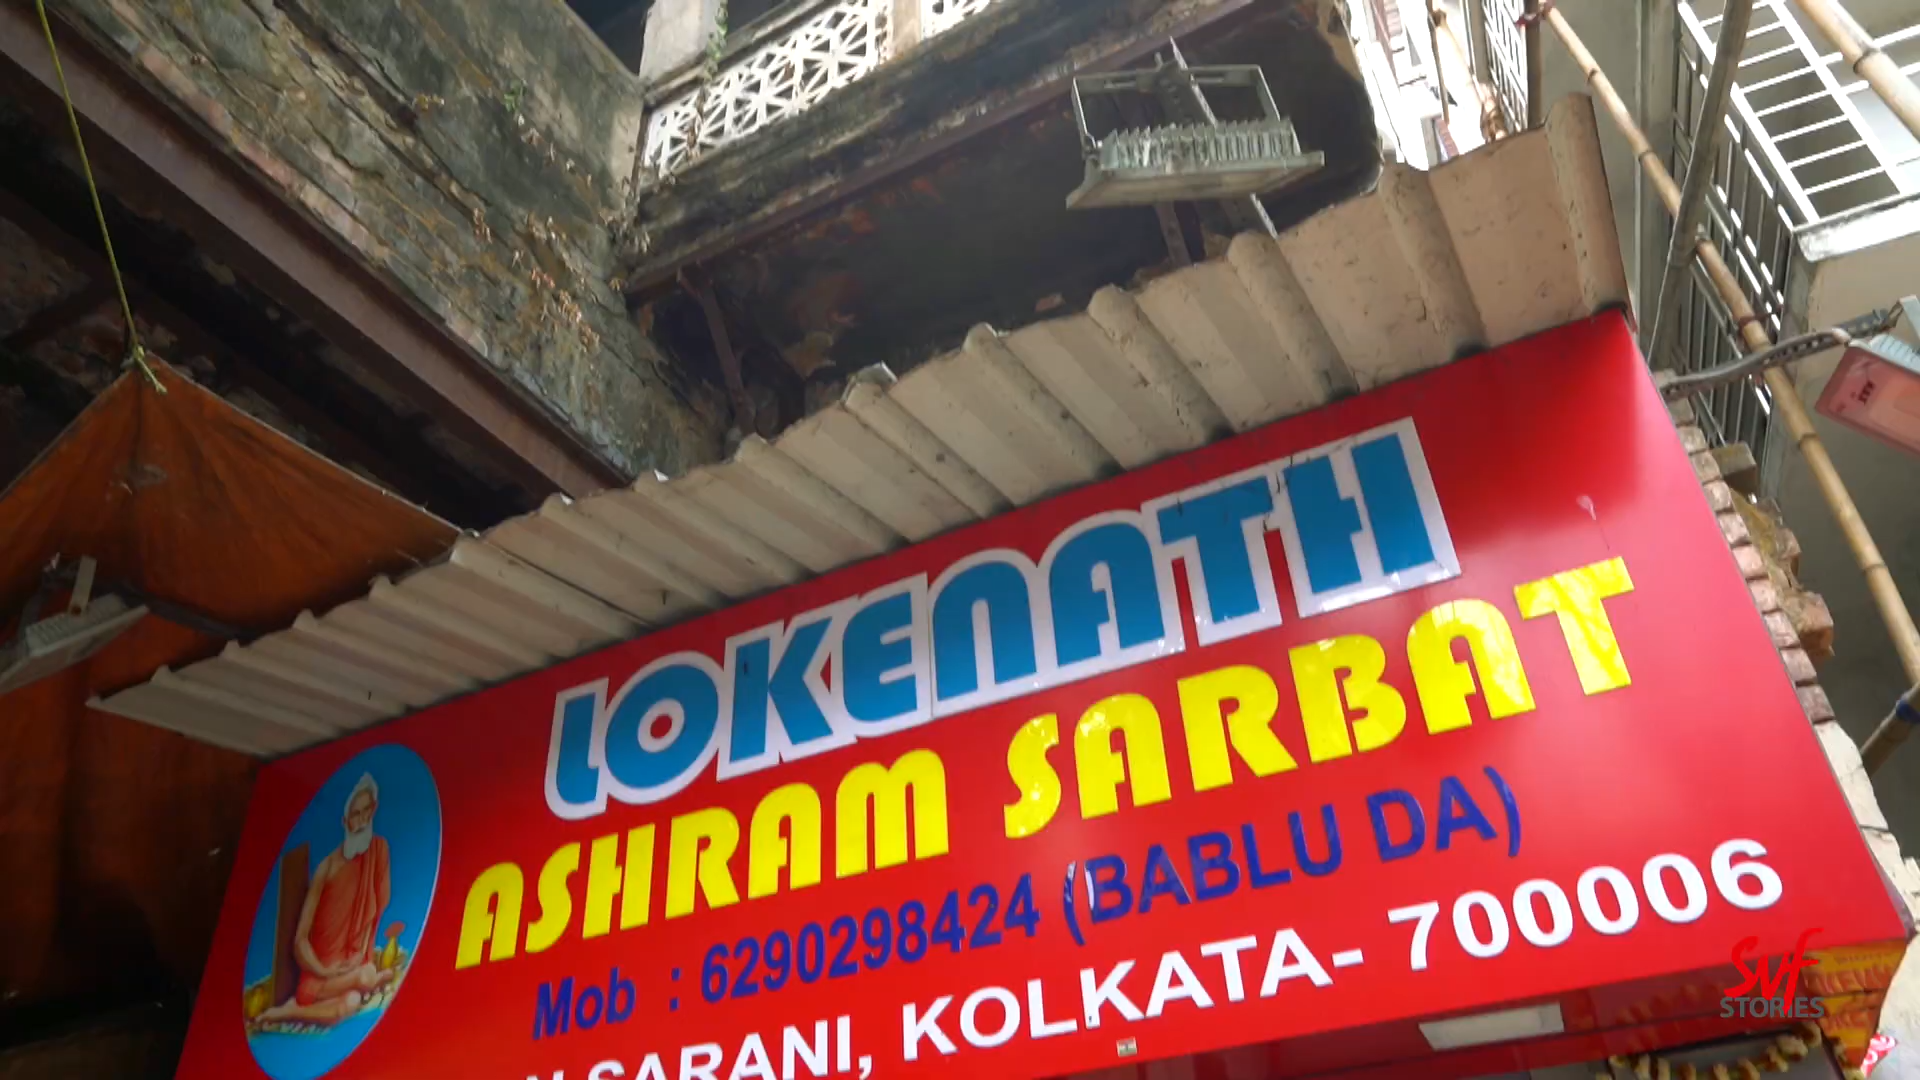 LOKENATH
ASHRAM SARBAT
Mob : 6290298424 (BABLU DA)
SARANI, KOLKATA- 700006
SVF
STORIES